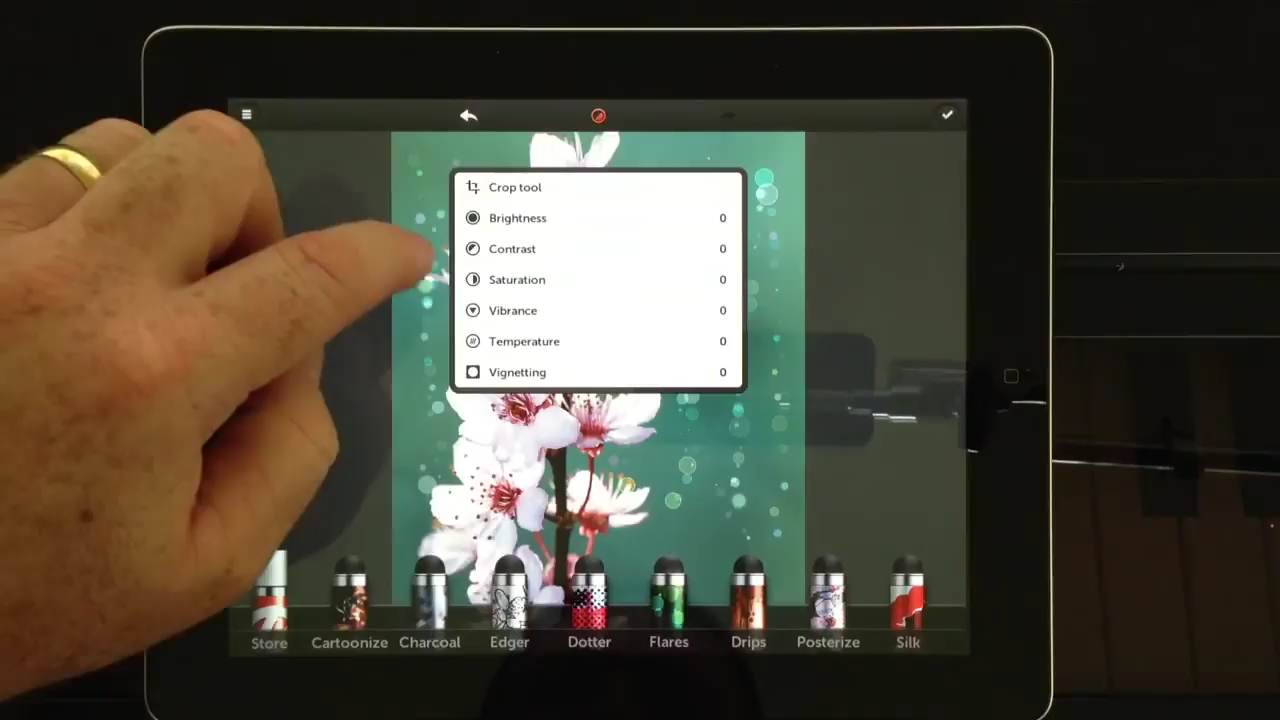 Crop tool
Brightness 0
Contrast 0
Saturation 0
Vibrance 0
Temperature 0
Vignetting 0
Store Cartoonize Charcoal Edger Dotter Flares Drips Posterize Silk